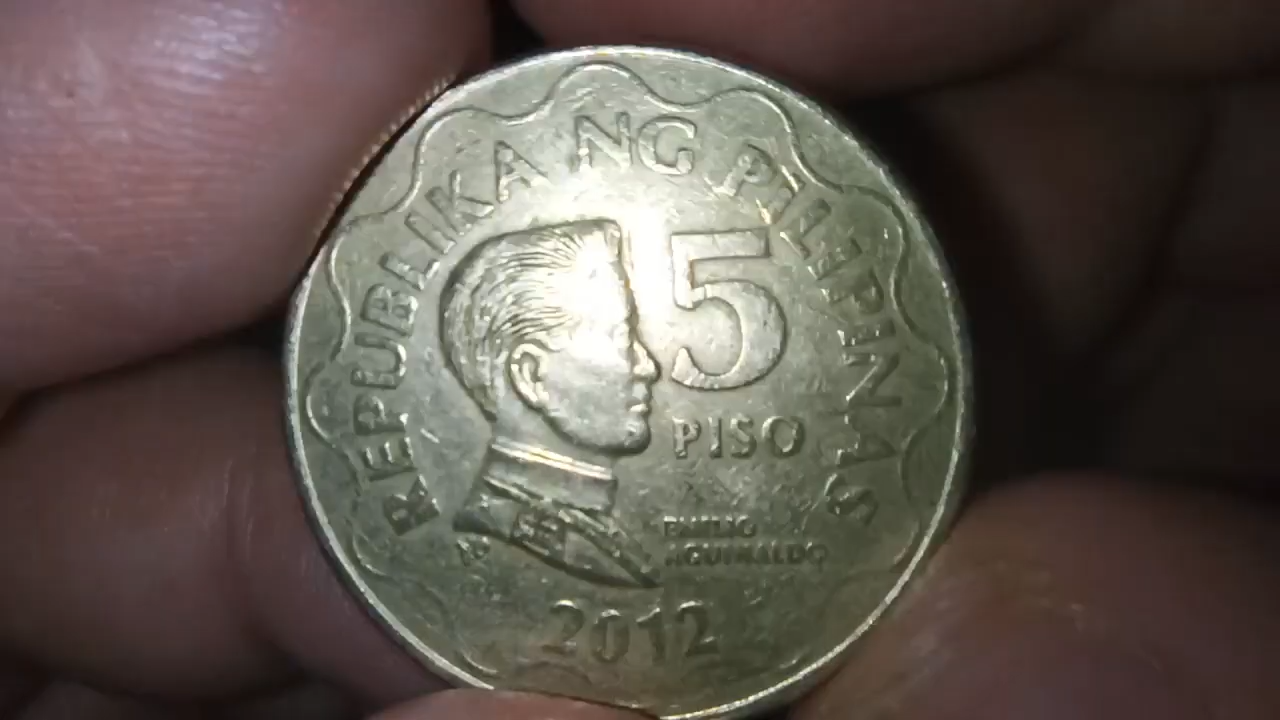 REPUBLIKA NG PILIPINAS
5
PISO
EMILIO
AGUINALDO
2012